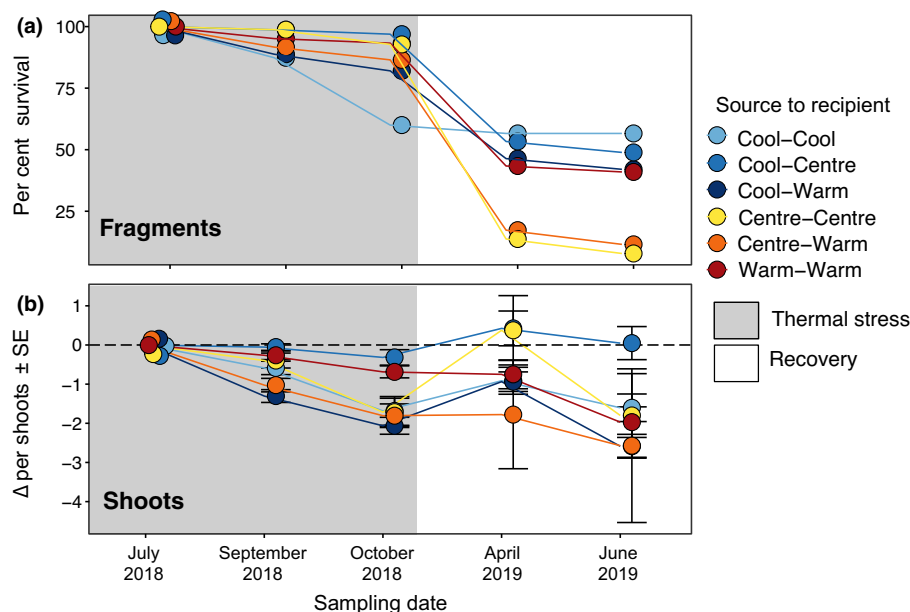 (a)
100
75
50
25
Per cent survival
Fragments
Source to recipient
Cool–Cool
Cool–Centre
Cool–Warm
Centre–Centre
Centre–Warm
Warm–Warm
Thermal stress
Recovery
(b)
1
0
−1
−2
−3
−4
Δ per shoots ± SE
Shoots
July September October April June
2018 2018 2018 2019 2019
Sampling date